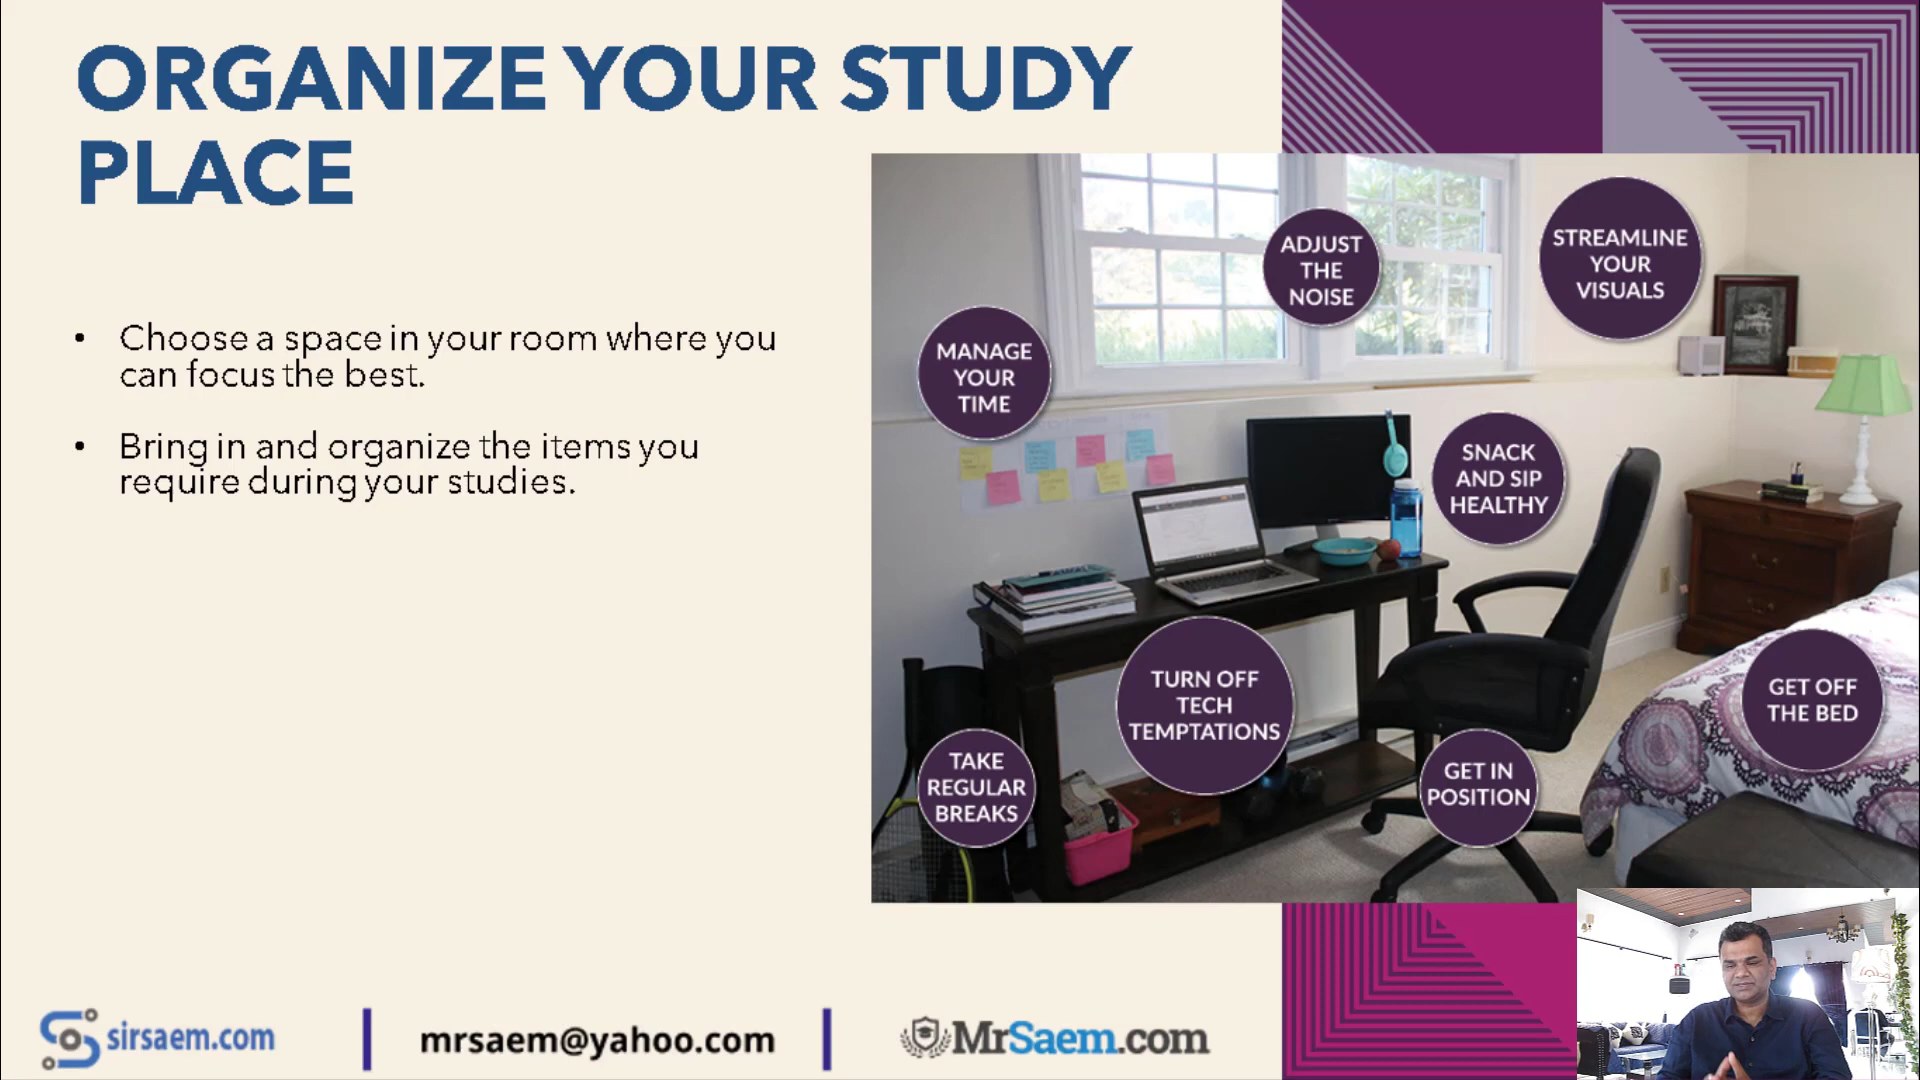 ORGANIZE YOUR STUDY
PLACE
• Choose a space in your room where you
can focus the best.
• Bring in and organize the items you
require during your studies.
ADJUST
THE
NOISE
STREAMLINE
YOUR
VISUALS
MANAGE
YOUR
TIME
SNACK
AND SIP
HEALTHY
TURN OFF
TECH
TEMPTATIONS
GET OFF
THE BED
TAKE
REGULAR
BREAKS
GET IN
POSITION
sirsaem.com
mrsaem@yahoo.com
MrSaem.com